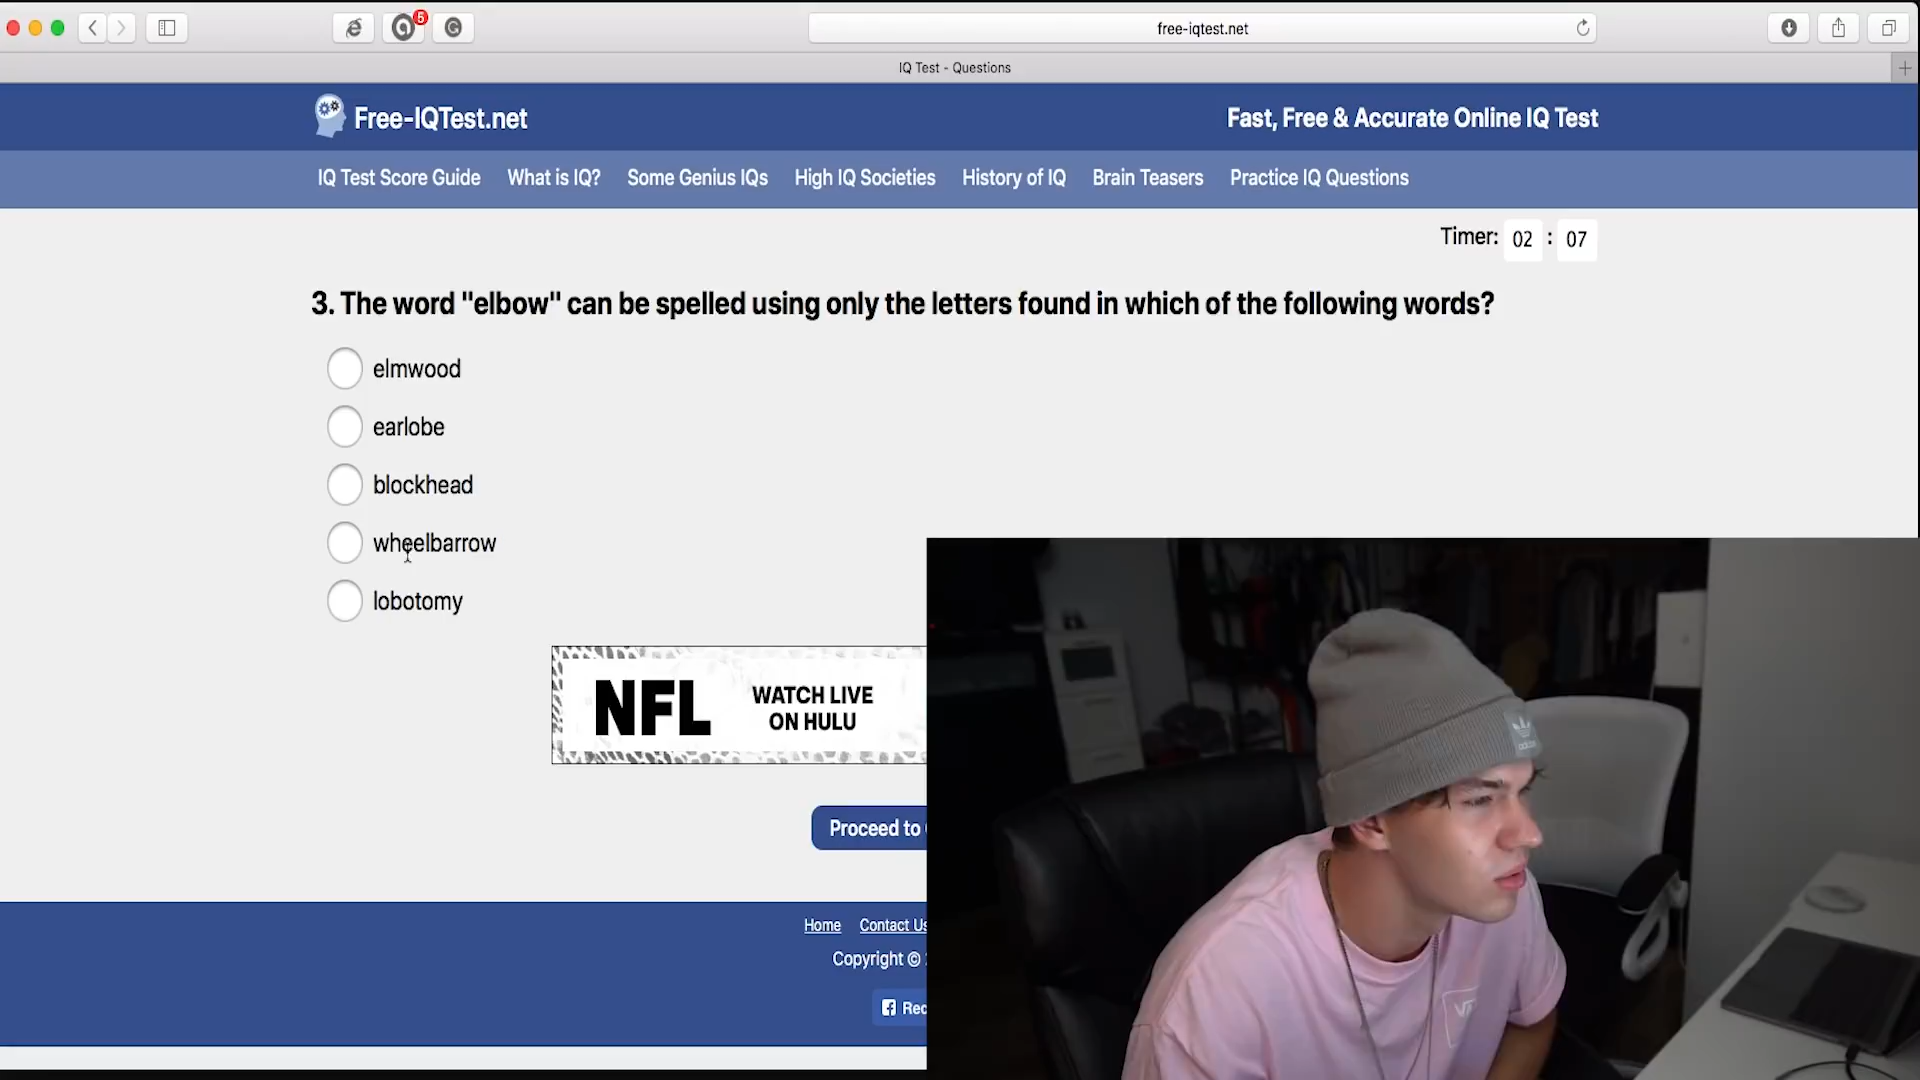 5
free-iqtest.net
IQ Test - Questions
Free-IQTest.net
Fast, Free & Accurate Online IQ Test
IQ Test Score Guide What is IQ? Some Genius IQs High IQ Societies History of IQ Brain Teasers Practice IQ Questions
Timer: 02 : 07
3. The word "elbow" can be spelled using only the letters found in which of the following words?
elmwood
earlobe
blockhead
wheelbarrow
lobotomy
NFL
WATCH LIVE
ON HULU
Proceed to
Home Contact Us
Copyright ©
Rec
adidas